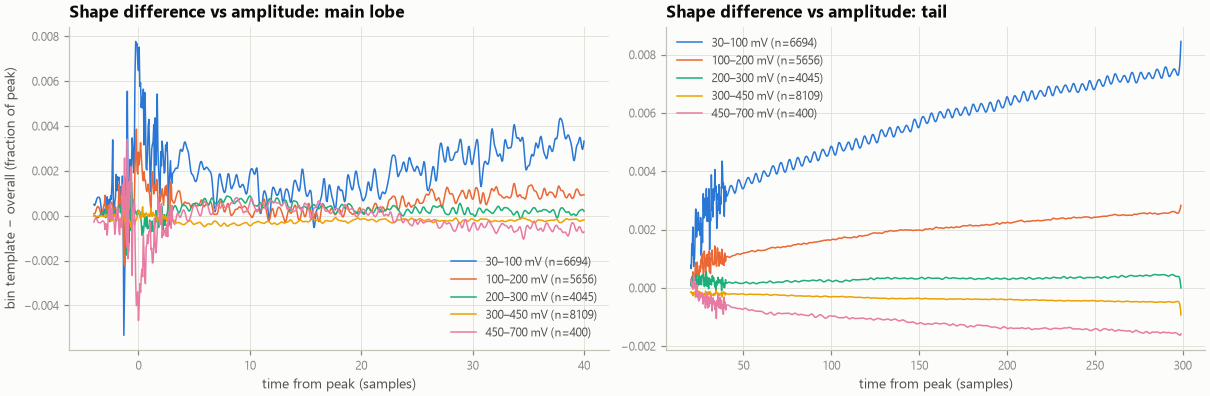 Shape difference vs amplitude: main lobe
bin template − overall (fraction of peak)
0.008
0.006
0.004
0.002
0.000
−0.002
−0.004
30–100 mV (n=6694)
100–200 mV (n=5656)
200–300 mV (n=4045)
300–450 mV (n=8109)
450–700 mV (n=400)
0
10
20
30
40
time from peak (samples)
Shape difference vs amplitude: tail
30–100 mV (n=6694)
100–200 mV (n=5656)
200–300 mV (n=4045)
300–450 mV (n=8109)
450–700 mV (n=400)
0.008
0.006
0.004
0.002
0.000
−0.002
50
100
150
200
250
300
time from peak (samples)